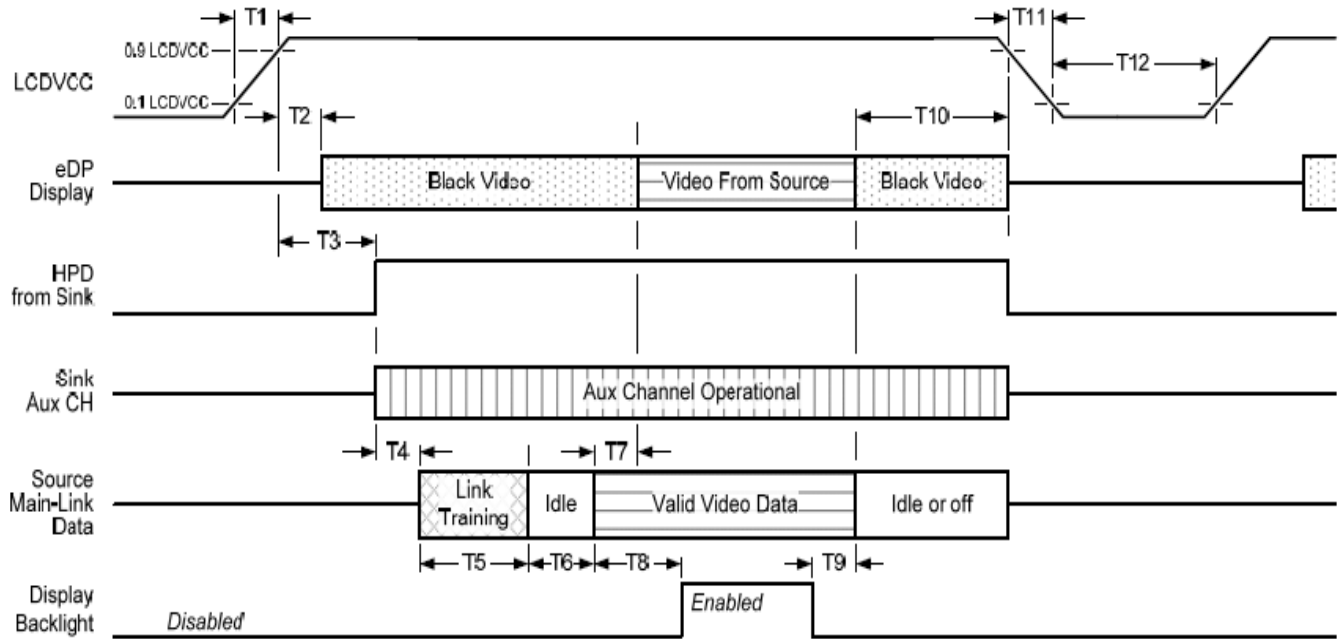 T1
T11
0.9 LCDVCC
T12
LCDVCC
0.1 LCDVCC
T2
T10
eDP
Display
Black Video
Video From Source
Black Video
T3
HPD
from Sink
Sink
Aux CH
Aux Channel Operational
T4
T7
Source
Main-Link
Data
Link
Training
Idle
Valid Video Data
Idle or off
T5
T6
T8
T9
Display
Backlight
Disabled
Enabled